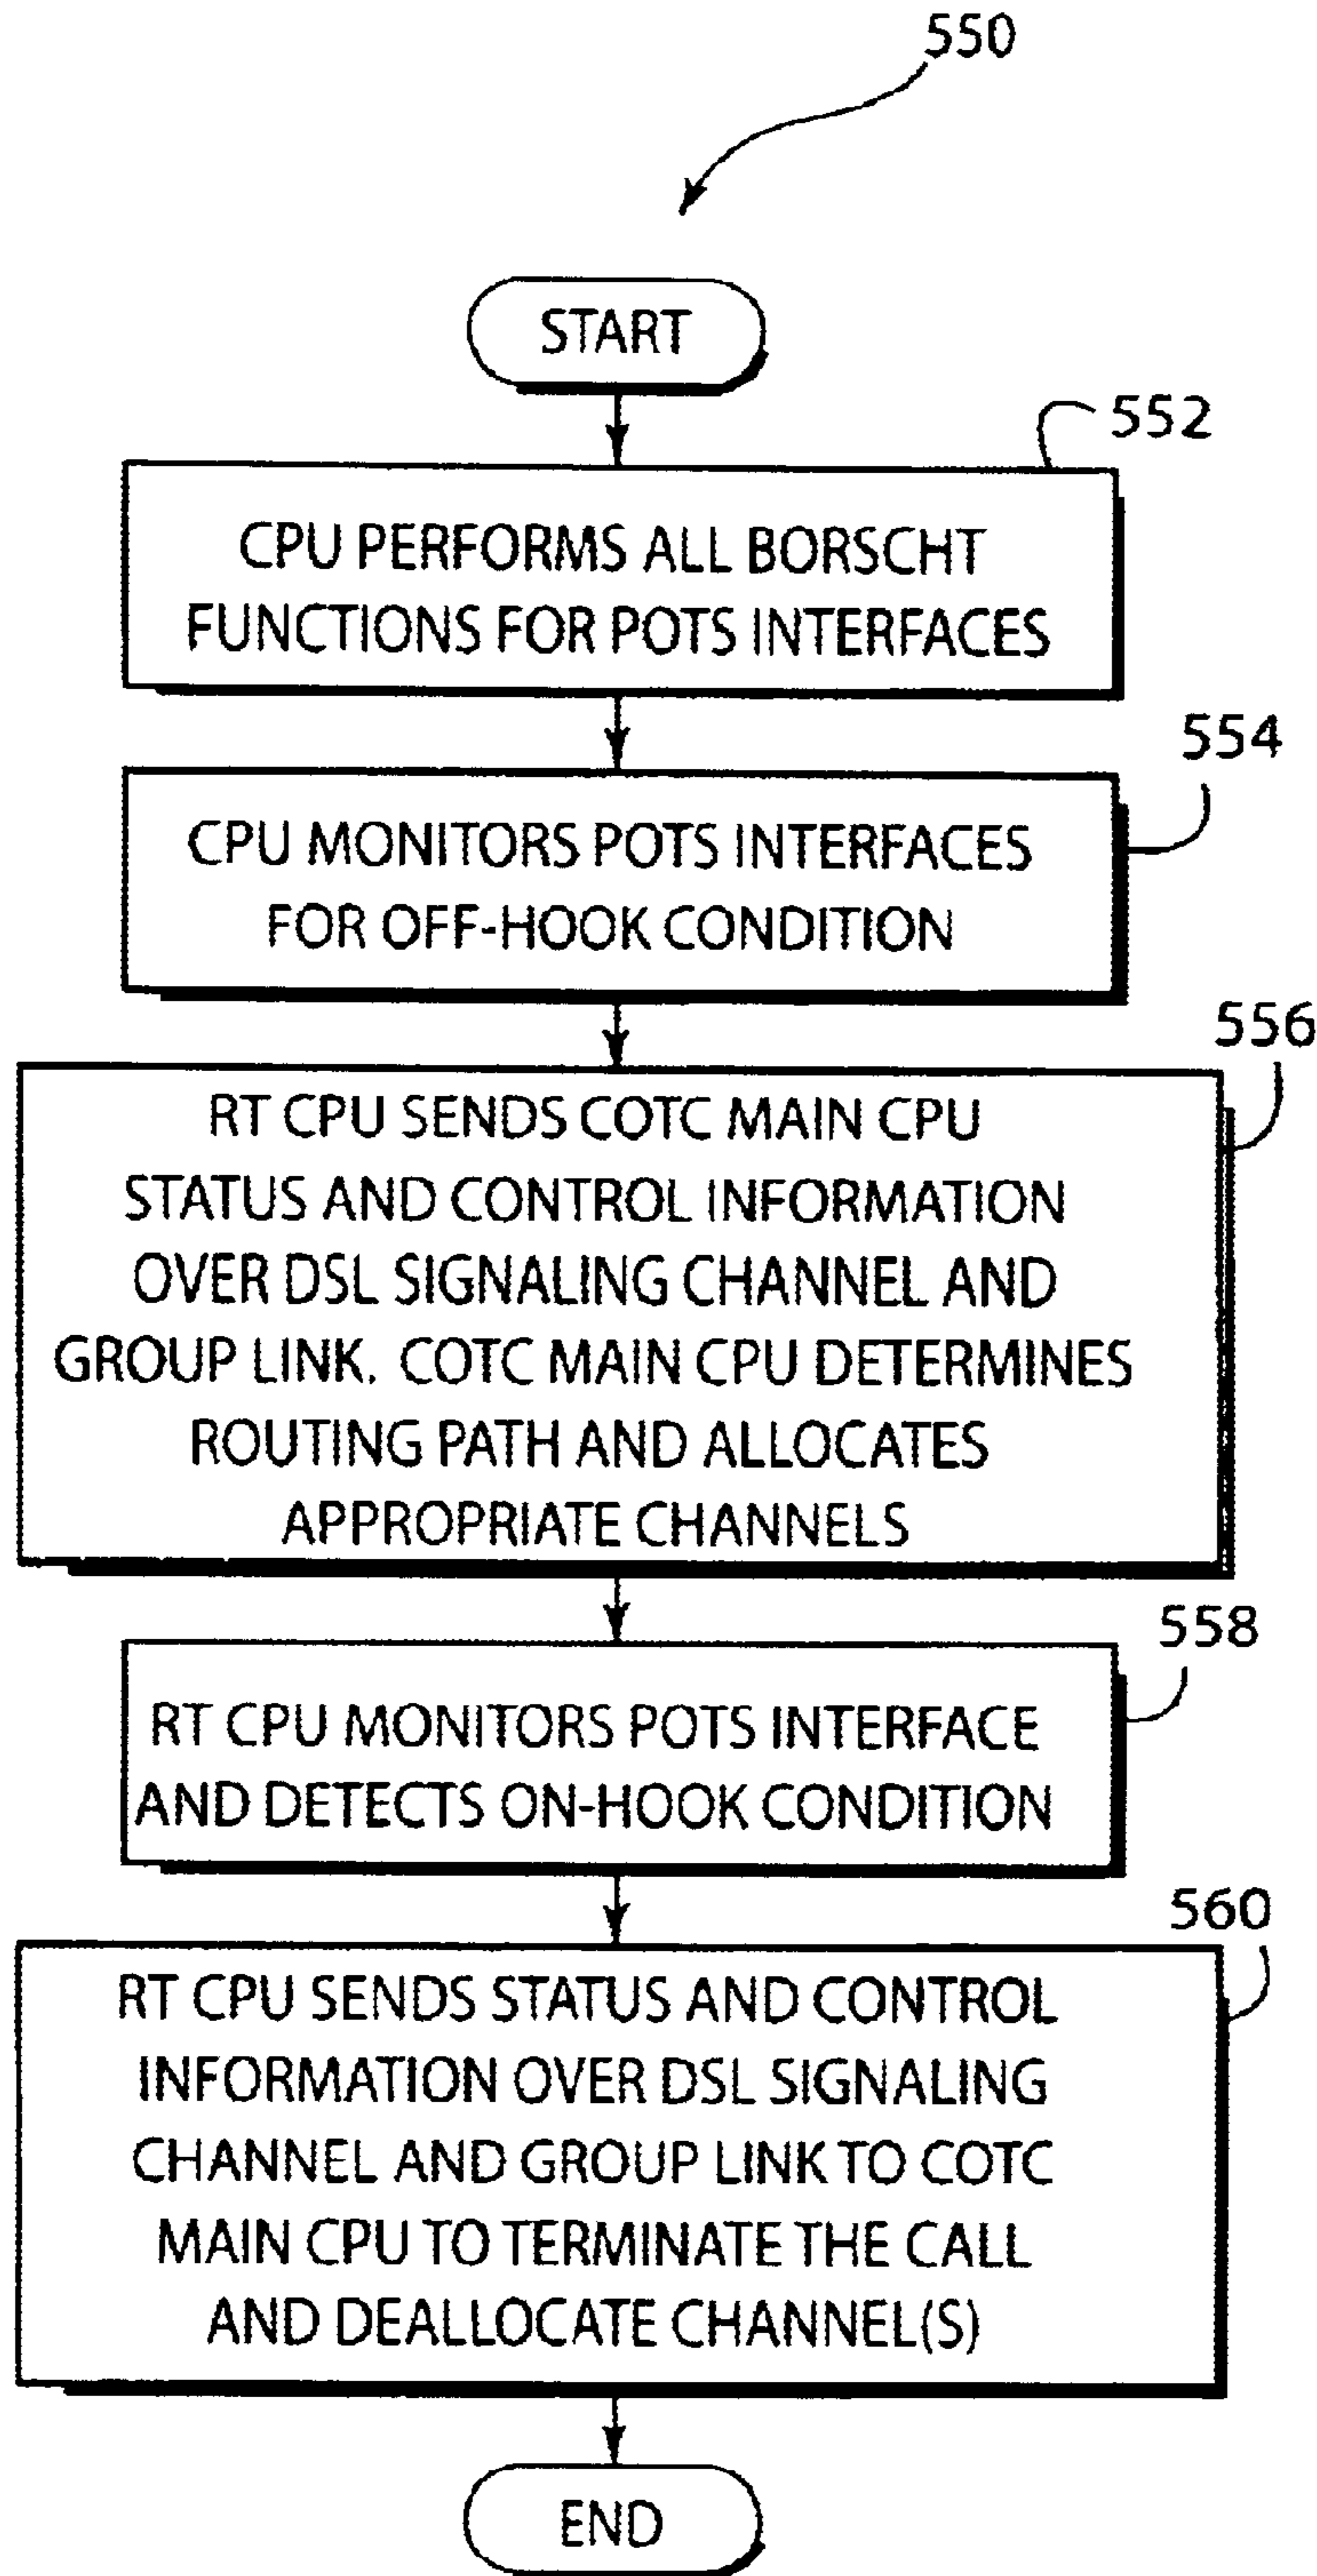 550
START
552
CPU PERFORMS ALL BORSCHT
FUNCTIONS FOR POTS INTERFACES
554
CPU MONITORS POTS INTERFACES
FOR OFF-HOOK CONDITION
556
RT CPU SENDS COTC MAIN CPU
STATUS AND CONTROL INFORMATION
OVER DSL SIGNALING CHANNEL AND
GROUP LINK. COTC MAIN CPU DETERMINES
ROUTING PATH AND ALLOCATES
APPROPRIATE CHANNELS
558
RT CPU MONITORS POTS INTERFACE
AND DETECTS ON-HOOK CONDITION
560
RT CPU SENDS STATUS AND CONTROL
INFORMATION OVER DSL SIGNALING
CHANNEL AND GROUP LINK TO COTC
MAIN CPU TO TERMINATE THE CALL
AND DEALLOCATE CHANNEL(S)
END